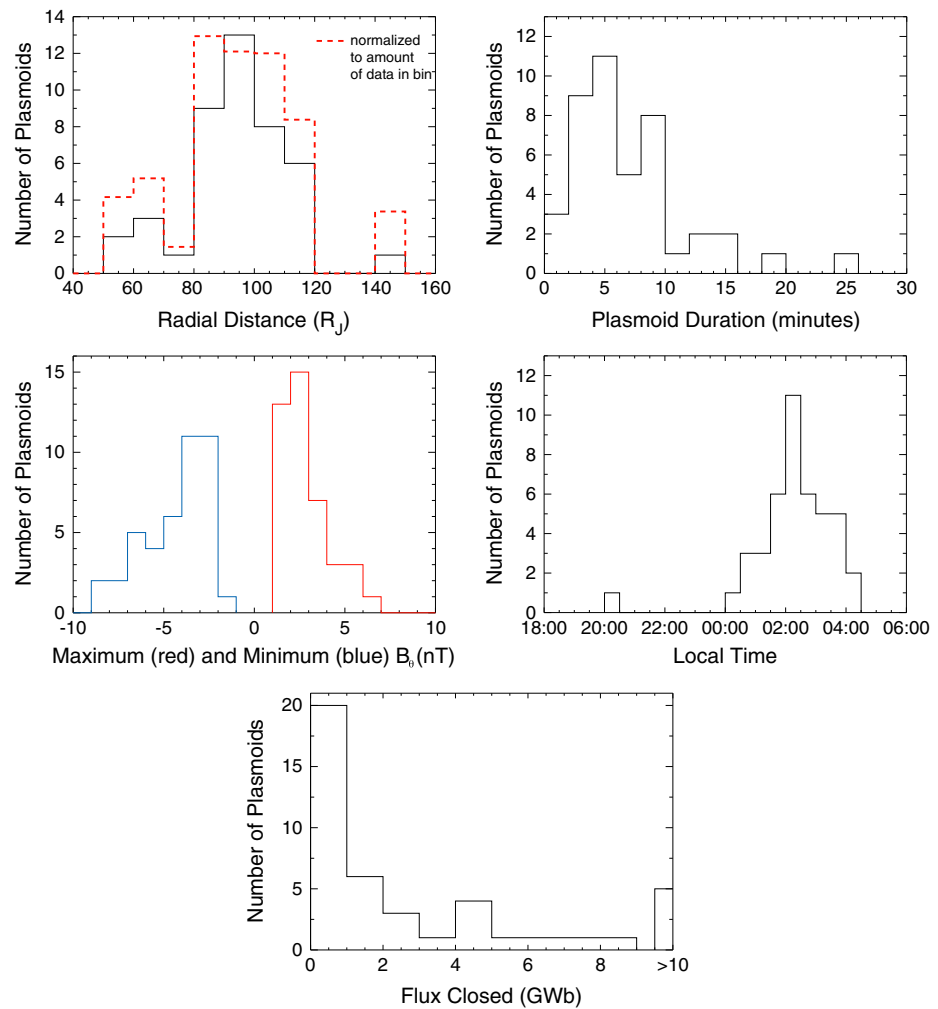 14
12
10
8
6
4
2
0
Number of Plasmoids
normalized
to amount
of data in bin
40 60 80 100 120 140 160
Radial Distance (R_J)
12
10
8
6
4
2
0
Number of Plasmoids
0 5 10 15 20 25 30
Plasmoid Duration (minutes)
15
10
5
0
Number of Plasmoids
-10 -5 0 5 10
Maximum (red) and Minimum (blue) B_θ(nT)
12
10
8
6
4
2
0
Number of Plasmoids
18:00 20:00 22:00 00:00 02:00 04:00 06:00
Local Time
20
15
10
5
0
Number of Plasmoids
0 2 4 6 8 >10
Flux Closed (GWb)